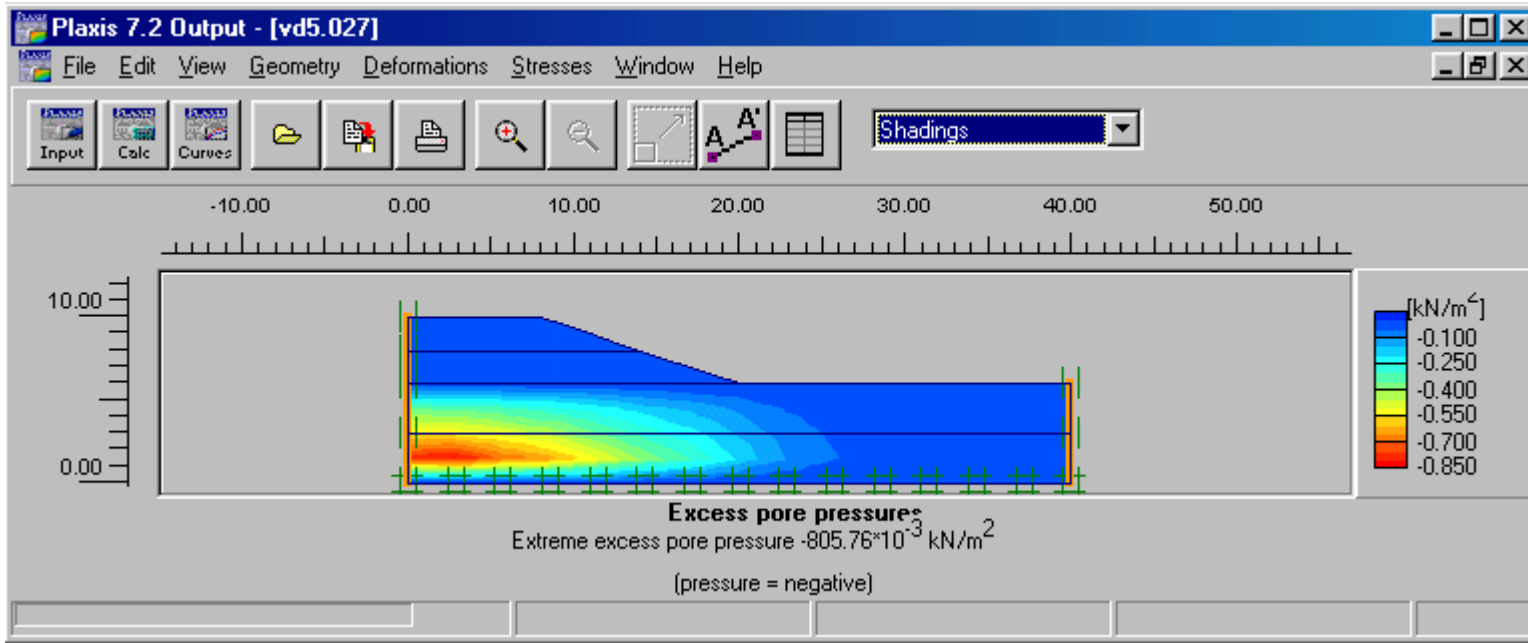 Plaxis 7.2 Output - [vd5.027]
File Edit View Geometry Deformations Stresses Window Help
Input Calc Curves A A' Shadings
-10.00 0.00 10.00 20.00 30.00 40.00 50.00
10.00
0.00
[kN/m²]
-0.100
-0.250
-0.400
-0.550
-0.700
-0.850
Excess pore pressures
Extreme excess pore pressure -805.76*10⁻³ kN/m²
(pressure = negative)